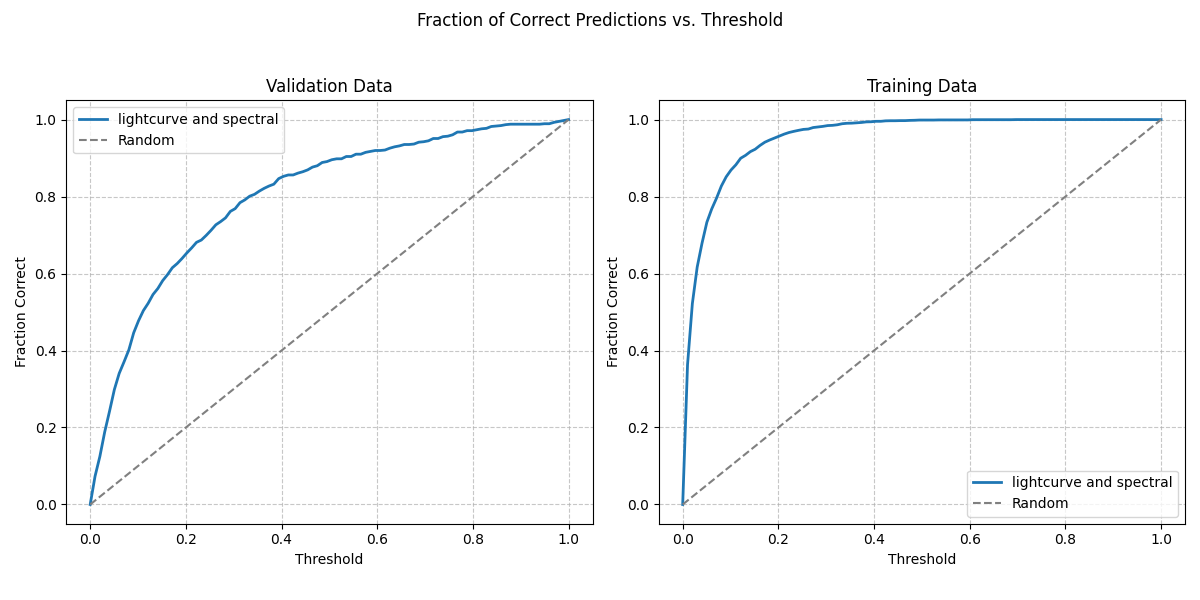 Fraction of Correct Predictions vs. Threshold
Validation Data
lightcurve and spectral
Random
Fraction Correct
1.0
0.8
0.6
0.4
0.2
0.0
0.0 0.2 0.4 0.6 0.8 1.0
Threshold
Training Data
Fraction Correct
1.0
0.8
0.6
0.4
0.2
0.0
lightcurve and spectral
Random
0.0 0.2 0.4 0.6 0.8 1.0
Threshold